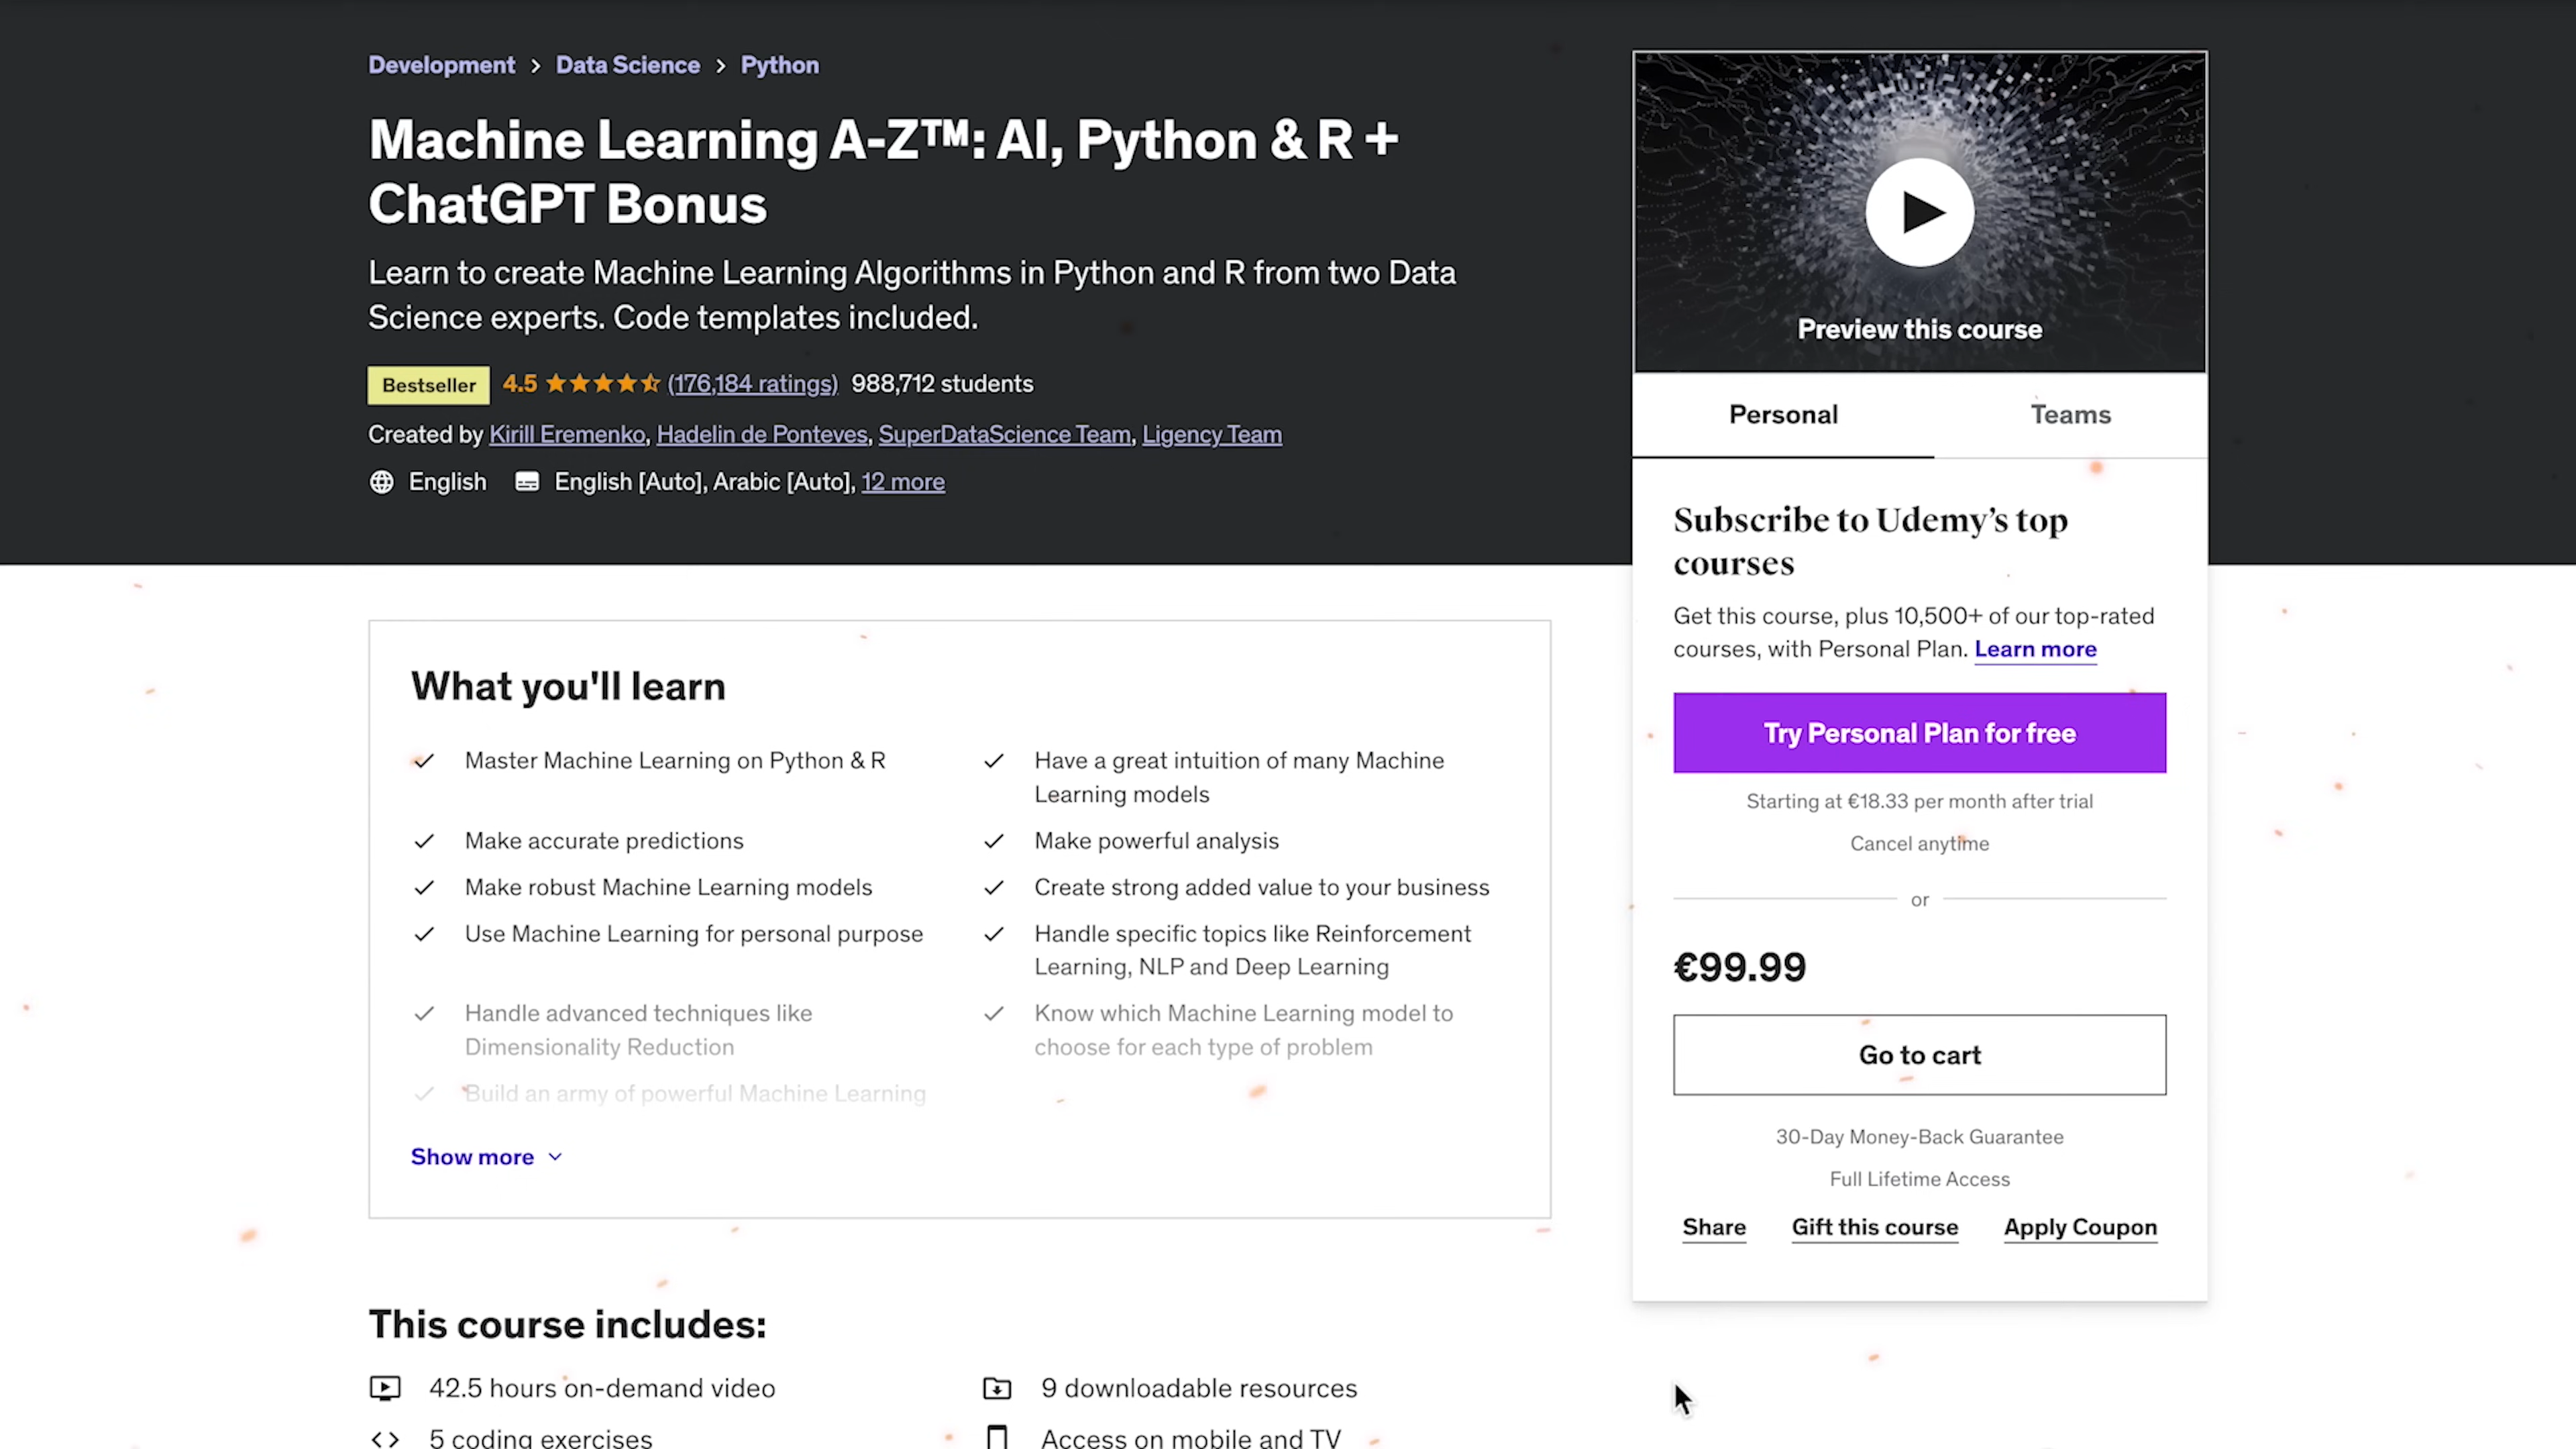 Development > Data Science > Python
Machine Learning A-Z™: AI, Python & R +
ChatGPT Bonus
Learn to create Machine Learning Algorithms in Python and R from two Data
Science experts. Code templates included.
Bestseller 4.5 (176,184 ratings) 988,712 students
Created by Kirill Eremenko, Hadelin de Ponteves, SuperDataScience Team, Ligency Team
English English [Auto], Arabic [Auto], 12 more
What you'll learn
Master Machine Learning on Python & R
Have a great intuition of many Machine
Learning models
Make accurate predictions
Make powerful analysis
Make robust Machine Learning models
Create strong added value to your business
Use Machine Learning for personal purpose
Handle specific topics like Reinforcement
Learning, NLP and Deep Learning
Handle advanced techniques like
Dimensionality Reduction
Know which Machine Learning model to
choose for each type of problem
Build an army of powerful Machine Learning
Show more
This course includes:
42.5 hours on-demand video
9 downloadable resources
5 coding exercises
Access on mobile and TV
Preview this course
Personal
Teams
Subscribe to Udemy’s top
courses
Get this course, plus 10,500+ of our top-rated
courses, with Personal Plan. Learn more
Try Personal Plan for free
Starting at €18.33 per month after trial
Cancel anytime
or
€99.99
Go to cart
30-Day Money-Back Guarantee
Full Lifetime Access
Share Gift this course Apply Coupon